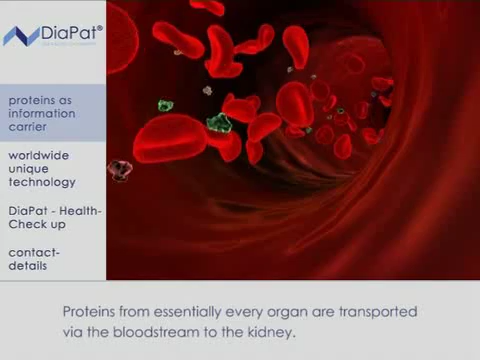 DiaPat®
proteins as
information
carrier
worldwide
unique
technology
DiaPat - Health-
Check up
contact-
details
Proteins from essentially every organ are transported
via the bloodstream to the kidney.